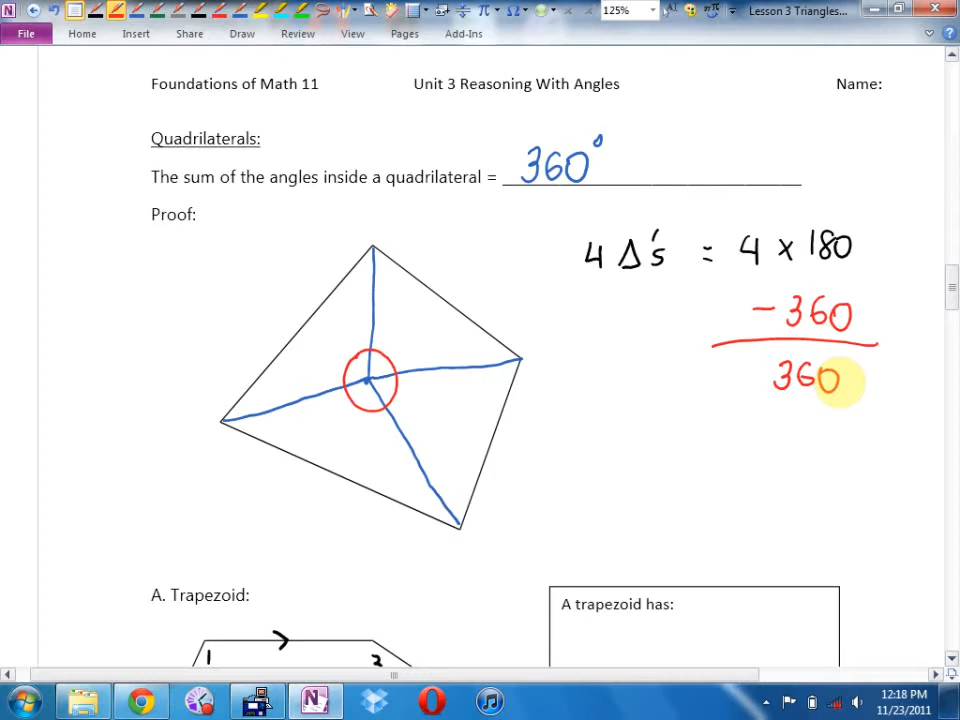 125%
Lesson 3 Triangles...
File Home Insert Share Draw Review View Pages Add-Ins
Foundations of Math 11 Unit 3 Reasoning With Angles Name:
Quadrilaterals:
The sum of the angles inside a quadrilateral = 360°
Proof:
4 Δ's = 4 × 180
- 360
360
A. Trapezoid:
A trapezoid has:
1 2
12:18 PM
11/23/2011